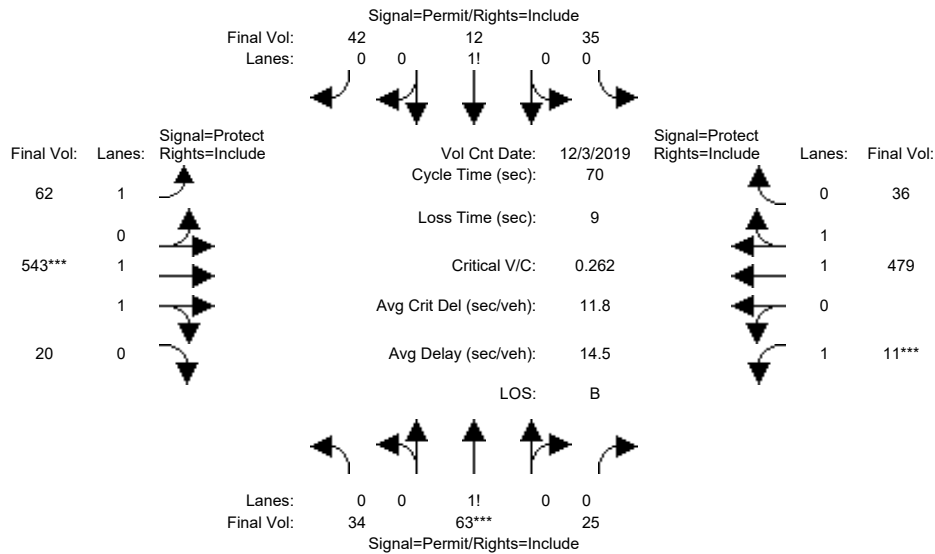 Signal=Permit/Rights=Include
Final Vol: 42 12 35
Lanes: 0 0 1! 0 0
Signal=Protect Signal=Protect
Final Vol: Lanes: Rights=Include Vol Cnt Date: 12/3/2019 Rights=Include Lanes: Final Vol:
Cycle Time (sec): 70
62 1 0 36
Loss Time (sec): 9
0 1
543*** 1 Critical V/C: 0.262 1 479
1 Avg Crit Del (sec/veh): 11.8 0
20 0 Avg Delay (sec/veh): 14.5 1 11***
LOS: B
Lanes: 0 0 1! 0 0
Final Vol: 34 63*** 25
Signal=Permit/Rights=Include